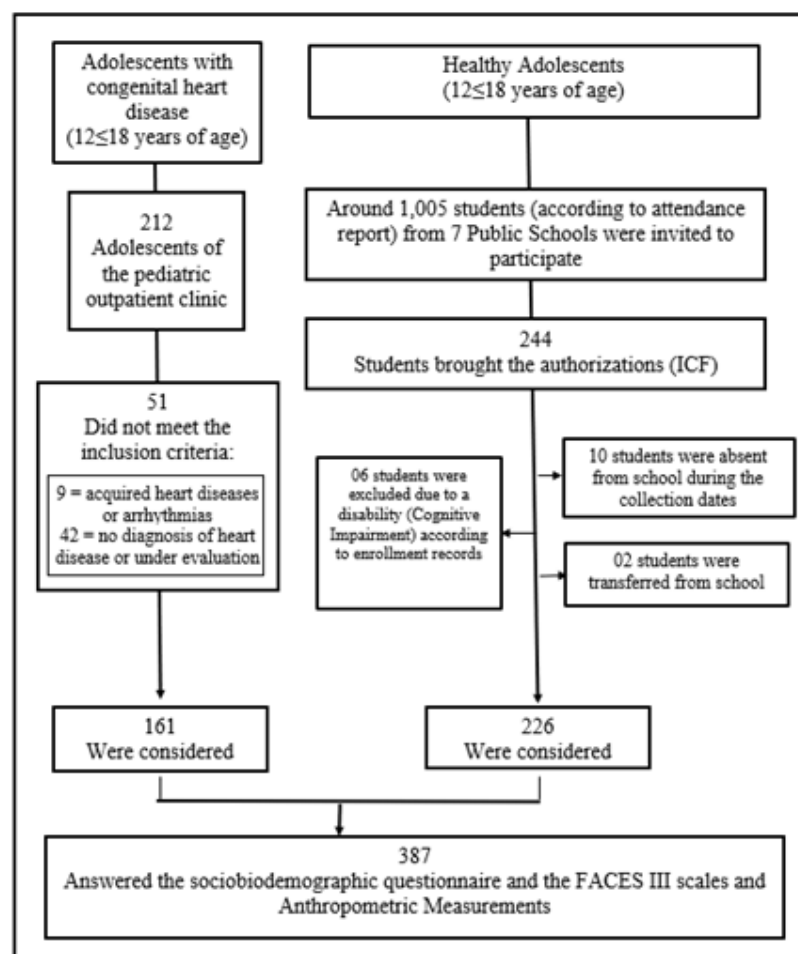 Adolescents with
congenital heart
disease
(12≤18 years of age)
Healthy Adolescents
(12≤18 years of age)
212
Adolescents of
the pediatric
outpatient clinic
Around 1,005 students (according to attendance
report) from 7 Public Schools were invited to
participate
244
Students brought the authorizations (ICF)
51
Did not meet the
inclusion criteria:
9 = acquired heart diseases
or arrhythmias
42 = no diagnosis of heart
disease or under evaluation
06 students were
excluded due to a
disability (Cognitive
Impairment) according
to enrollment records
10 students were absent
from school during the
collection dates
02 students were
transferred from school
161
Were considered
226
Were considered
387
Answered the sociobiodemographic questionnaire and the FACES III scales and
Anthropometric Measurements